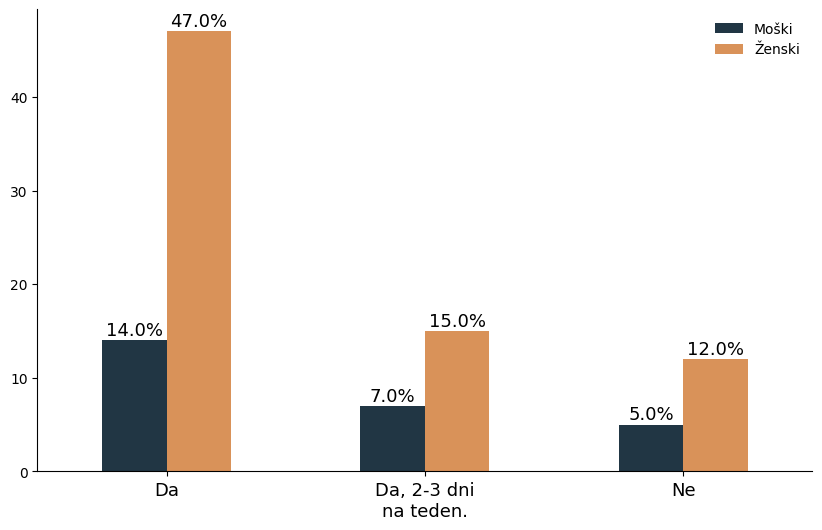 47.0%
Moški
Ženski
40
30
20
10
0
14.0%
7.0%
15.0%
5.0%
12.0%
Da
Da, 2-3 dni
na teden.
Ne